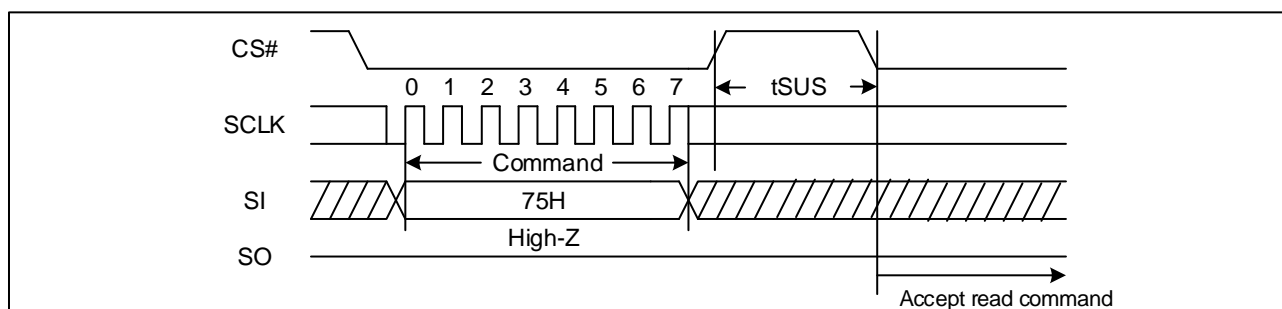 CS#
0 1 2 3 4 5 6 7
tSUS
SCLK
Command
SI
75H
High-Z
SO
Accept read command